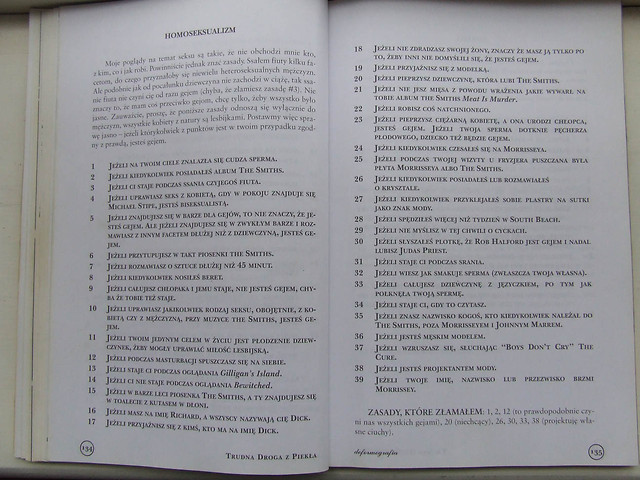 HOMOSEKSUALIZM
Moje poglądy na temat seksu są takie, że nie obchodzi mnie kto,
z kim, co i jak robi. Powinniście jednak znać zasady. Ssałem fiuty kilku fa-
cetom, do czego przyznałoby się niewielu heteroseksualnych mężczyzn.
Ale podobnie jak od pocałunku dziewczyna nie zachodzi w ciążę, tak ssa-
nie fiuta nie czyni cię od razu gejem (chyba, że złamiesz zasadę #3). Nie
znaczy to, że mam coś przeciwko gejom, chcę tylko, żeby wszystko było
jasne. Zauważcie, proszę, że poniższe zasady odnoszą się wyłącznie do
mężczyzn, wszystkie kobiety z natury są lesbijkami. Postawmy więc spra-
wę jasno – jeżeli którykolwiek z punktów jest w twoim przypadku zgod-
ny z prawdą, jesteś gejem.
1 JEŻELI NA TWOIM CIELE ZNALAZŁA SIĘ CUDZA SPERMA.
2 JEŻELI KIEDYKOLWIEK POSIADAŁEŚ ALBUM THE SMITHS.
3 JEŻELI CI STAJE PODCZAS SSANIA CZYJEGOŚ FIUTA.
4 JEŻELI UPRAWIASZ SEKS Z KOBIETĄ, GDY W POKOJU ZNAJDUJE SIĘ
MICHAEL STIPE, JESTEŚ BISEKSUALISTĄ.
5 JEŻELI ZNAJDUJESZ SIĘ W BARZE DLA GEJÓW, TO NIE ZNACZY, ŻE JE-
STEŚ GEJEM. ALE JEŻELI ZNAJDUJESZ SIĘ W ZWYKŁYM BARZE I ROZ-
MAWIASZ Z INNYM FACETEM DŁUŻEJ NIŻ Z DZIEWCZYNĄ, JESTEŚ GE-
JEM.
6 JEŻELI PRZYTUPUJESZ W TAKT PIOSENKI THE SMITHS.
7 JEŻELI ROZMAWIASZ O SZTUCE DŁUŻEJ NIŻ 45 MINUT.
8 JEŻELI KIEDYKOLWIEK NOSIŁEŚ BERET.
9 JEŻELI CAŁUJESZ CHŁOPAKA I JEMU STAJE, NIE JESTEŚ GEJEM, CHY-
BA ŻE TOBIE TEŻ STAJE.
10 JEŻELI UPRAWIASZ JAKIKOLWIEK RODZAJ SEKSU, OBOJĘTNIE, Z KO-
BIETĄ CZY Z MĘŻCZYZNĄ, PRZY MUZYCE THE SMITHS, JESTEŚ GE-
JEM.
11 JEŻELI TWOIM JEDYNYM CELEM W ŻYCIU JEST PŁODZENIE DZIEW-
CZYNEK, ŻEBY MOGŁY UPRAWIAĆ MIŁOŚĆ LESBIJSKĄ.
12 JEŻELI PODCZAS MASTURBACJI SPUSZCZASZ SIĘ NA SIEBIE.
13 JEŻELI STAJE CI PODCZAS OGLĄDANIA Gilligan's Island.
14 JEŻELI CI NIE STAJE PODCZAS OGLĄDANIA Bewitched.
15 JEŻELI W BARZE LECI PIOSENKA THE SMITHS, A TY ZNAJDUJESZ SIĘ
W TOALECIE Z KUTASEM W DŁONI.
16 JEŻELI MASZ NA IMIĘ RICHARD, A WSZYSCY NAZYWAJĄ CIĘ DICK.
17 JEŻELI PRZYJAŹNISZ SIĘ Z KIMŚ, KTO MA NA IMIĘ DICK.
134
TRUDNA DROGA Z PIEKŁA
18 JEŻELI NIE ZDRADZASZ SWOJEJ ŻONY, ZNACZY ŻE MASZ JĄ TYLKO PO
TO, ŻEBY INNI NIE DOMYŚLILI SIĘ, ŻE JESTEŚ GEJEM.
19 JEŻELI PRZYJAŹNISZ SIĘ Z MODELKĄ.
20 JEŻELI PIEPRZYSZ DZIEWCZYNĘ, KTÓRA LUBI THE SMITHS.
21 JEŻELI NIE JESZ MIĘSA Z POWODU WRAŻENIA JAKIE WYWARŁ NA
TOBIE ALBUM THE SMITHS Meat Is Murder.
22 JEŻELI ROBISZ COŚ NATCHNIONEGO.
23 JEŻELI PIEPRZYSZ CIĘŻARNĄ KOBIETĘ, A ONA URODZI CHŁOPCA,
JESTEŚ GEJEM. JEŻELI TWOJA SPERMA DOTKNIE PĘCHERZA
PŁODOWEGO, DZIECKO TEŻ BĘDZIE GEJEM.
24 JEŻELI KIEDYKOLWIEK CZESAŁEŚ SIĘ NA MORRISSEYA.
25 JEŻELI PODCZAS TWOJEJ WIZYTY U FRYZJERA PUSZCZANA BYŁA
PŁYTA MORRISSEYA ALBO THE SMITHS.
26 JEŻELI KIEDYKOLWIEK POSIADAŁEŚ LUB ROZMAWIAŁEŚ
O KRYSZTALE.
27 JEŻELI KIEDYKOLWIEK PRZYKLEJAŁEŚ SOBIE PLASTRY NA SUTKI
JAKO ZNAK MODY.
28 JEŻELI SPĘDZIŁEŚ WIĘCEJ NIŻ TYDZIEŃ W SOUTH BEACH.
29 JEŻELI NIE MYŚLISZ W TEJ CHWILI O CYCKACH.
30 JEŻELI SŁYSZAŁEŚ PLOTKĘ, ŻE ROB HALFORD JEST GEJEM I NADAL
LUBISZ JUDAS PRIEST.
31 JEŻELI STAJE CI PODCZAS SRANIA.
32 JEŻELI WIESZ JAK SMAKUJE SPERMA (ZWŁASZCZA TWOJA WŁASNA).
33 JEŻELI CAŁUJESZ DZIEWCZYNĘ Z JĘZYCZKIEM, PO TYM JAK
POŁKNĘŁA TWOJĄ SPERMĘ.
34 JEŻELI STAJE CI, GDY TO CZYTASZ.
35 JEŻELI ZNASZ NAZWISKO KOGOŚ, KTO KIEDYKOLWIEK NALEŻAŁ DO
THE SMITHS, POZA MORRISSEYEM I JOHNNYM MARREM.
36 JEŻELI JESTEŚ MĘSKIM MODELEM.
37 JEŻELI WZRUSZASZ SIĘ, SŁUCHAJĄC "BOYS DON'T CRY" THE
CURE.
38 JEŻELI JESTEŚ PROJEKTANTEM MODY.
39 JEŻELI TWOJE IMIĘ, NAZWISKO LUB PRZEZWISKO BRZMI
MORRISSEY.
ZASADY, KTÓRE ZŁAMAŁEM: 1, 2, 12 (to prawdopodobnie czy-
ni nas wszystkich gejami), 20 (niechcący), 26, 30, 33, 38 (projektuję wła-
sne ciuchy).
deformografia
135